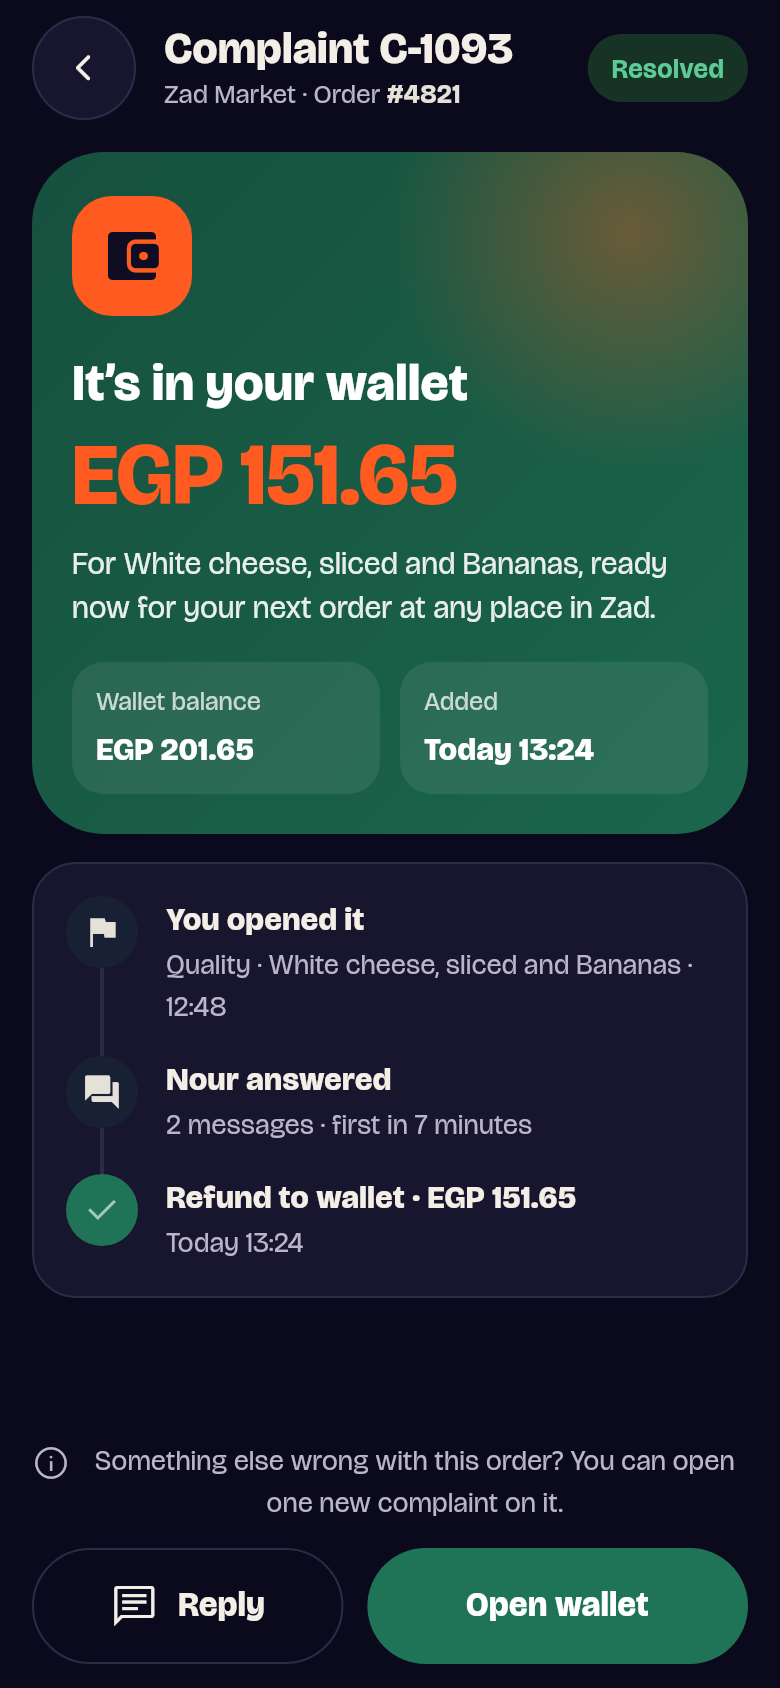 Complaint C-1093
Zad Market · Order #4821
Resolved
It's in your wallet
EGP 151.65
For White cheese, sliced and Bananas, ready
now for your next order at any place in Zad.
Wallet balance
EGP 201.65
Added
Today 13:24
You opened it
Quality · White cheese, sliced and Bananas ·
12:48
Nour answered
2 messages · first in 7 minutes
Refund to wallet · EGP 151.65
Today 13:24
Something else wrong with this order? You can open
one new complaint on it.
Reply
Open wallet